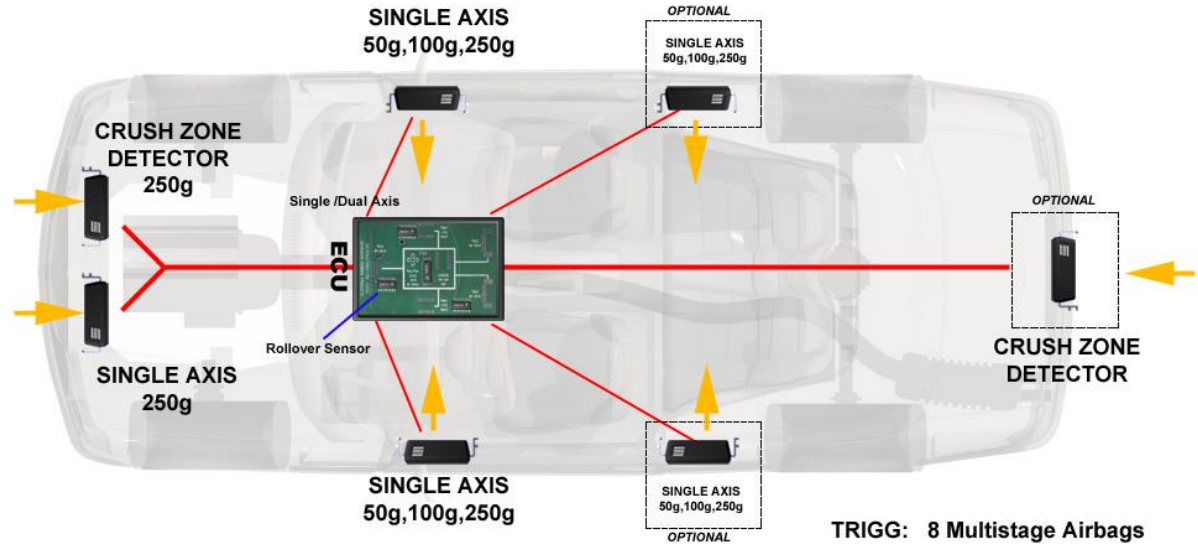 SINGLE AXIS
50g,100g,250g
OPTIONAL
SINGLE AXIS
50g,100g,250g
CRUSH ZONE
DETECTOR
250g
Single /Dual Axis
OPTIONAL
ECU
Rollover Sensor
SINGLE AXIS
250g
CRUSH ZONE
DETECTOR
SINGLE AXIS
50g,100g,250g
SINGLE AXIS
50g,100g,250g
OPTIONAL
TRIGG: 8 Multistage Airbags